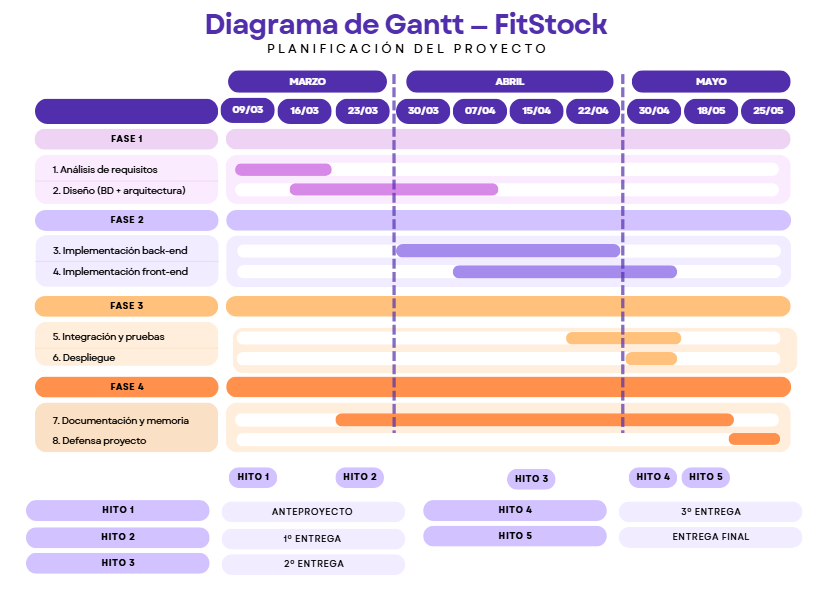 Diagrama de Gantt – FitStock
PLANIFICACIÓN DEL PROYECTO
MARZO ABRIL MAYO
09/03 16/03 23/03 30/03 07/04 15/04 22/04 30/04 18/05 25/05
FASE 1
1. Análisis de requisitos
2. Diseño (BD + arquitectura)
FASE 2
3. Implementación back-end
4. Implementación front-end
FASE 3
5. Integración y pruebas
6. Despliegue
FASE 4
7. Documentación y memoria
8. Defensa proyecto
HITO 1 HITO 2 HITO 3 HITO 4 HITO 5
HITO 1 ANTEPROYECTO HITO 4 3º ENTREGA
HITO 2 1º ENTREGA HITO 5 ENTREGA FINAL
HITO 3 2º ENTREGA